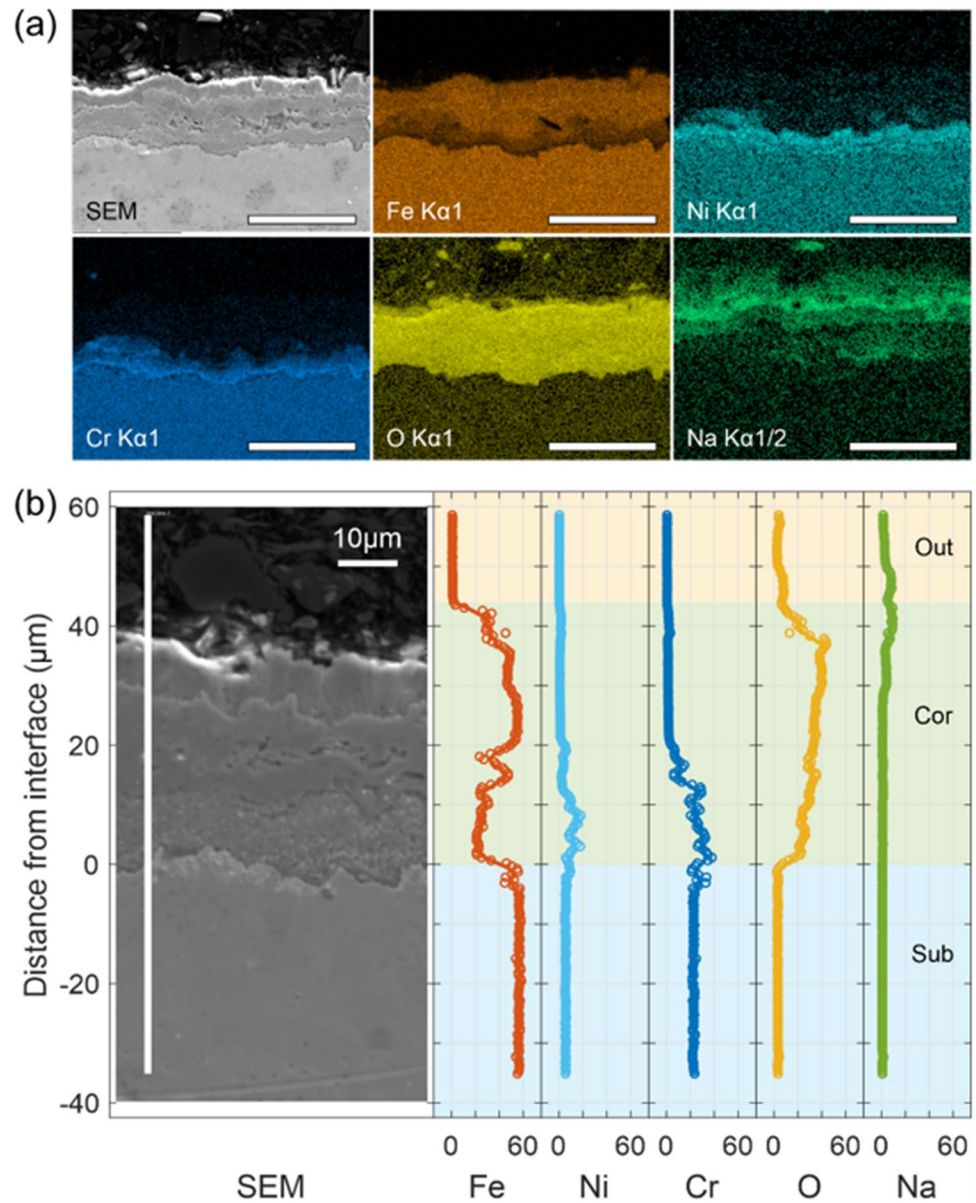 (a)
SEM
Fe Kα1
Ni Kα1
Cr Kα1
O Kα1
Na Kα1/2
(b)
60
40
20
0
-20
-40
Distance from interface (μm)
10μm
Out
Cor
Sub
0 60 0 60 0 60 0 60 0 60
SEM Fe Ni Cr O Na